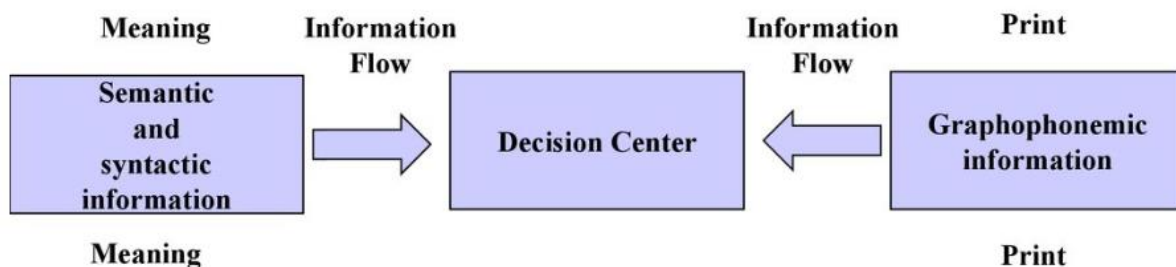 Meaning
Information
Flow
Information
Flow
Print
Semantic
and
syntactic
information
Decision Center
Graphophonemic
information
Meaning
Print